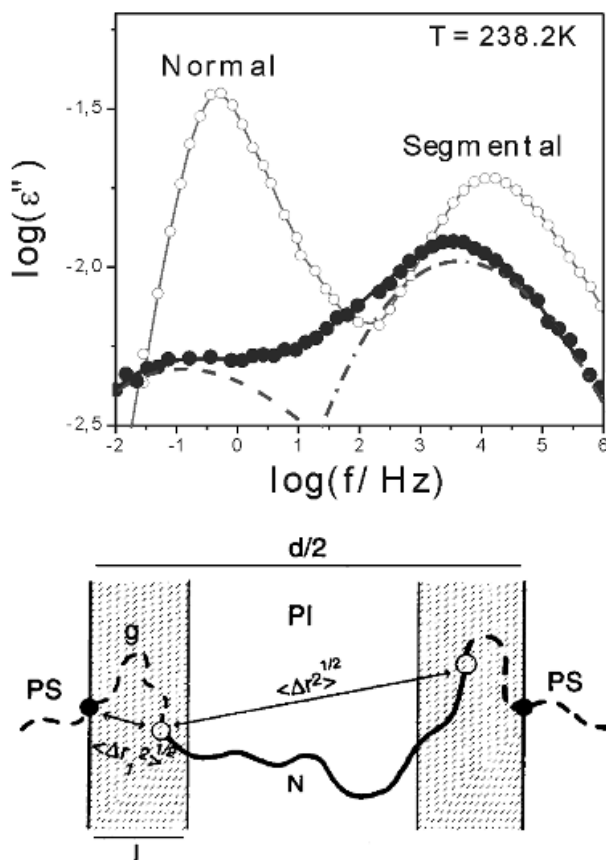 T = 238.2K
Normal
Segmental
-1,5
-2,0
-2,5
log(ε")
-2 -1 0 1 2 3 4 5 6
log(f/ Hz)
d/2
PI
g
PS
<Δr²>1/2
PS
<Δr_J²>1/2
N